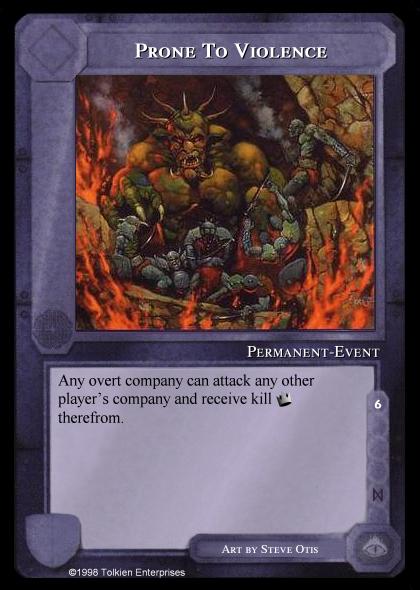 PRONE TO VIOLENCE
PERMANENT-EVENT
Any overt company can attack any other
player's company and receive kill
therefrom.
6
ART BY STEVE OTIS
©1998 Tolkien Enterprises